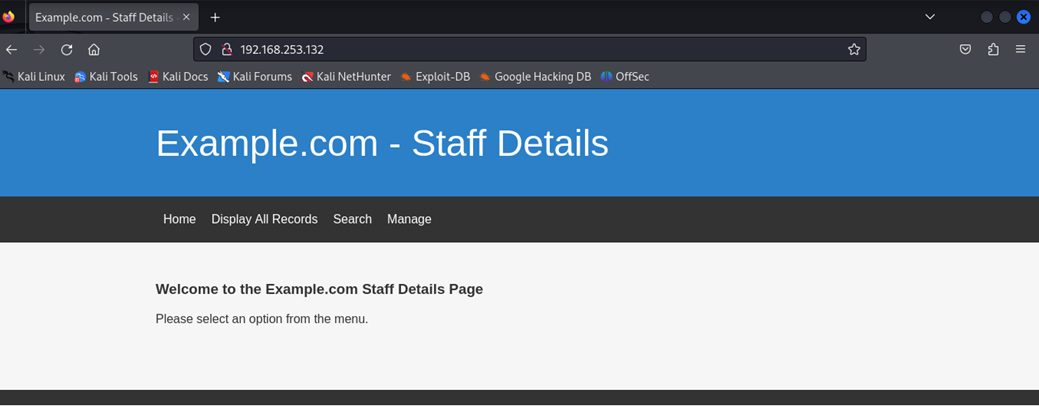 Example.com - Staff Details -
192.168.253.132
Kali Linux Kali Tools Kali Docs Kali Forums Kali NetHunter Exploit-DB Google Hacking DB OffSec
Example.com - Staff Details
Home Display All Records Search Manage
Welcome to the Example.com Staff Details Page
Please select an option from the menu.